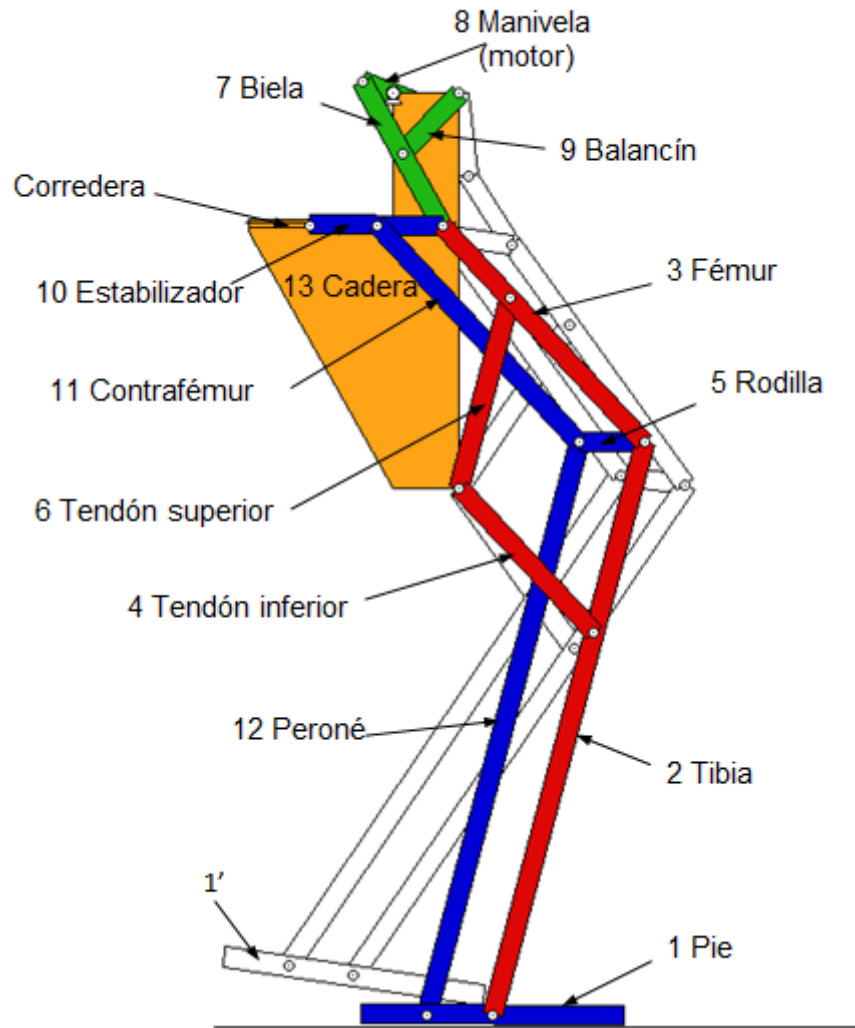 8 Manivela
(motor)
7 Biela
9 Balancín
Corredera
10 Estabilizador
13 Cadera
3 Fémur
11 Contrafémur
5 Rodilla
6 Tendón superior
4 Tendón inferior
12 Peroné
2 Tibia
1’
1 Pie